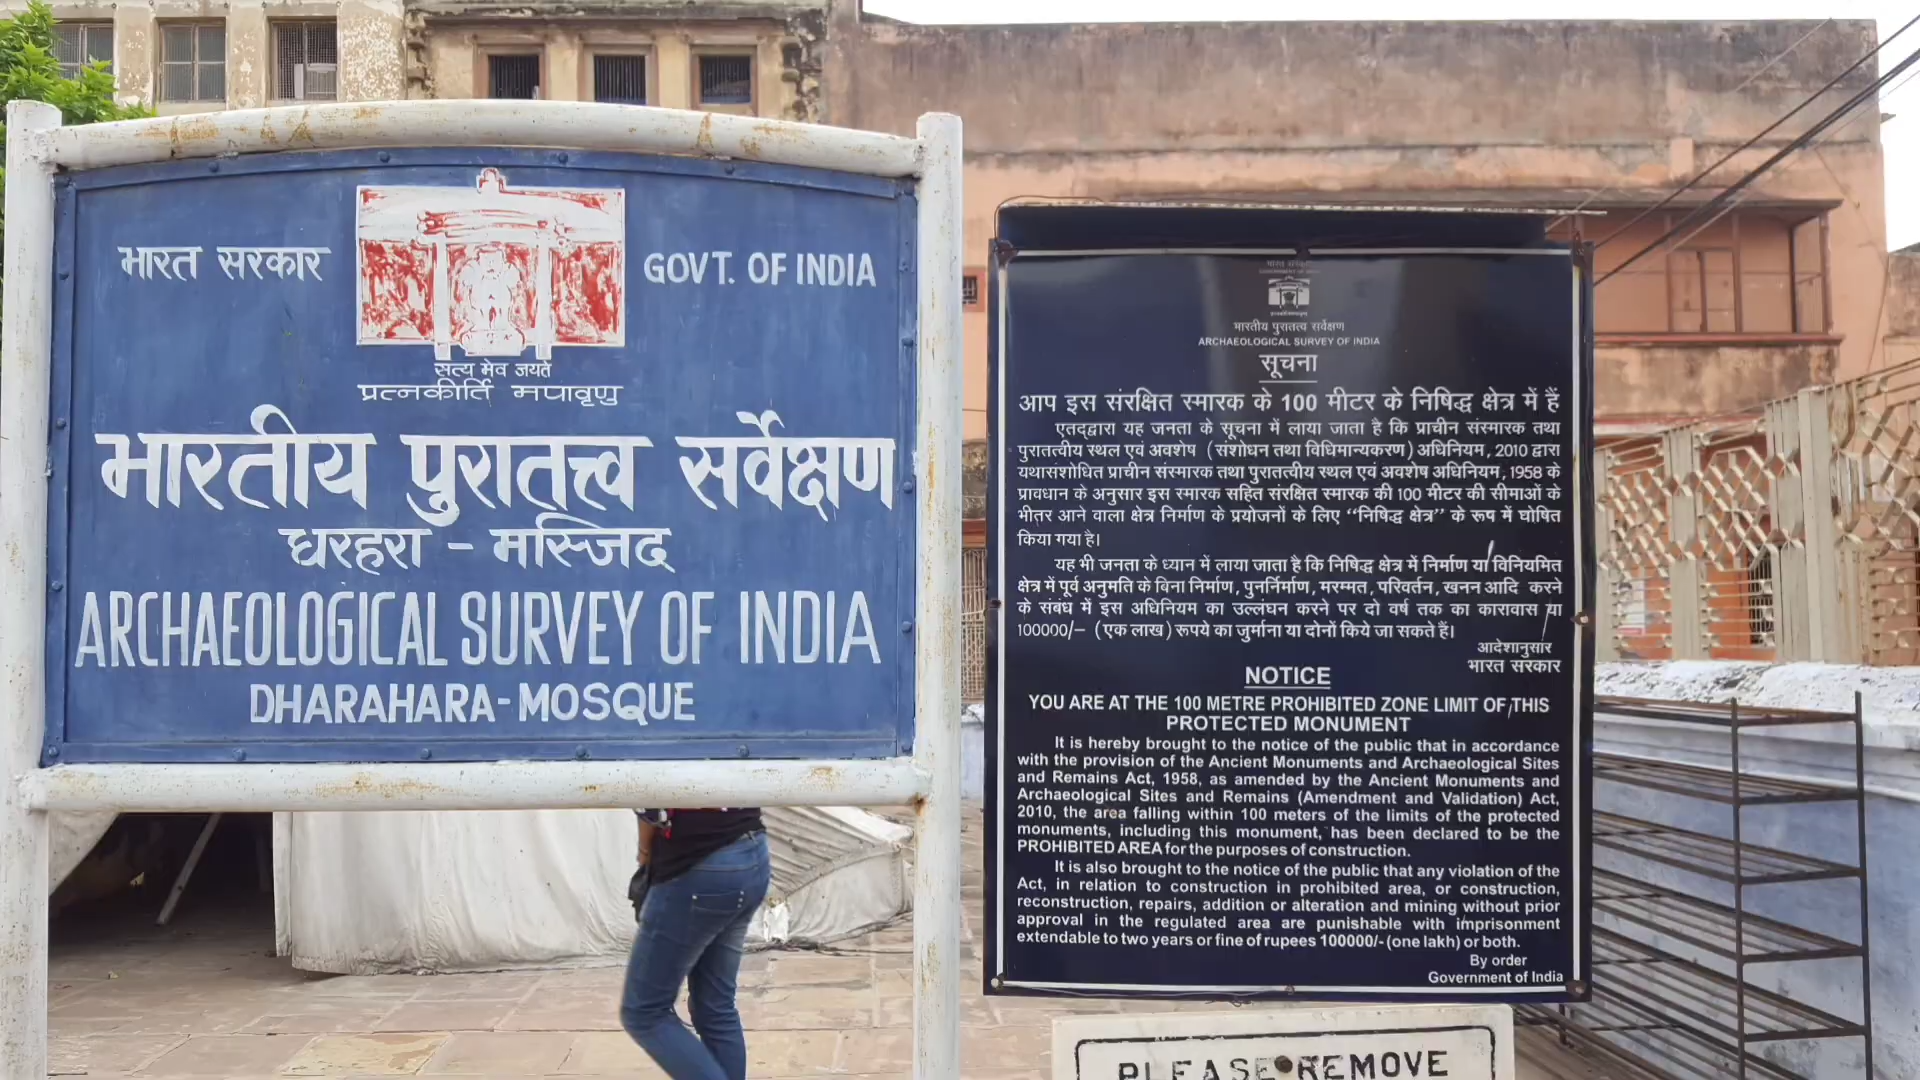 भारत सरकार
GOVT. OF INDIA
सत्य मेव जयते
प्रत्नकीर्ति मपावृणु
भारतीय पुरातत्त्व सर्वेक्षण
धरहरा - मस्जिद
ARCHAEOLOGICAL SURVEY OF INDIA
DHARAHARA-MOSQUE
भारतीय पुरातत्व सर्वेक्षण
ARCHAEOLOGICAL SURVEY OF INDIA
सूचना
आप इस संरक्षित स्मारक के 100 मीटर के निषिद्ध क्षेत्र में हैं
एतद्द्वारा यह जनता के सूचना में लाया जाता है कि प्राचीन संस्मारक तथा
पुरातत्वीय स्थल एवं अवशेष (संशोधन तथा विधिमान्यकरण) अधिनियम, 2010 द्वारा
यथासंशोधित प्राचीन संस्मारक तथा पुरातत्वीय स्थल एवं अवशेष अधिनियम, 1958 के
प्रावधान के अनुसार इस स्मारक सहित संरक्षित स्मारक की 100 मीटर की सीमाओं के
भीतर आने वाला क्षेत्र निर्माण के प्रयोजनों के लिए “निषिद्ध क्षेत्र” के रूप में घोषित
किया गया है।
यह भी जनता के ध्यान में लाया जाता है कि निषिद्ध क्षेत्र में निर्माण या विनियमित
क्षेत्र में पूर्व अनुमति के बिना निर्माण, पुनर्निर्माण, मरम्मत, परिवर्तन, खनन आदि करने
के संबंध में इस अधिनियम का उल्लंघन करने पर दो वर्ष तक का कारावास या
100000/– (एक लाख) रूपये का जुर्माना या दोनों किये जा सकते हैं।
आदेशानुसार
भारत सरकार
NOTICE
YOU ARE AT THE 100 METRE PROHIBITED ZONE LIMIT OF THIS
PROTECTED MONUMENT
It is hereby brought to the notice of the public that in accordance
with the provision of the Ancient Monuments and Archaeological Sites
and Remains Act, 1958, as amended by the Ancient Monuments and
Archaeological Sites and Remains (Amendment and Validation) Act,
2010, the area falling within 100 meters of the limits of the protected
monuments, including this monument, has been declared to be the
PROHIBITED AREA for the purposes of construction.
It is also brought to the notice of the public that any violation of the
Act, in relation to construction in prohibited area, or construction,
reconstruction, repairs, addition or alteration and mining without prior
approval in the regulated area are punishable with imprisonment
extendable to two years or fine of rupees 100000/- (one lakh) or both.
By order
Government of India
PLEASE REMOVE